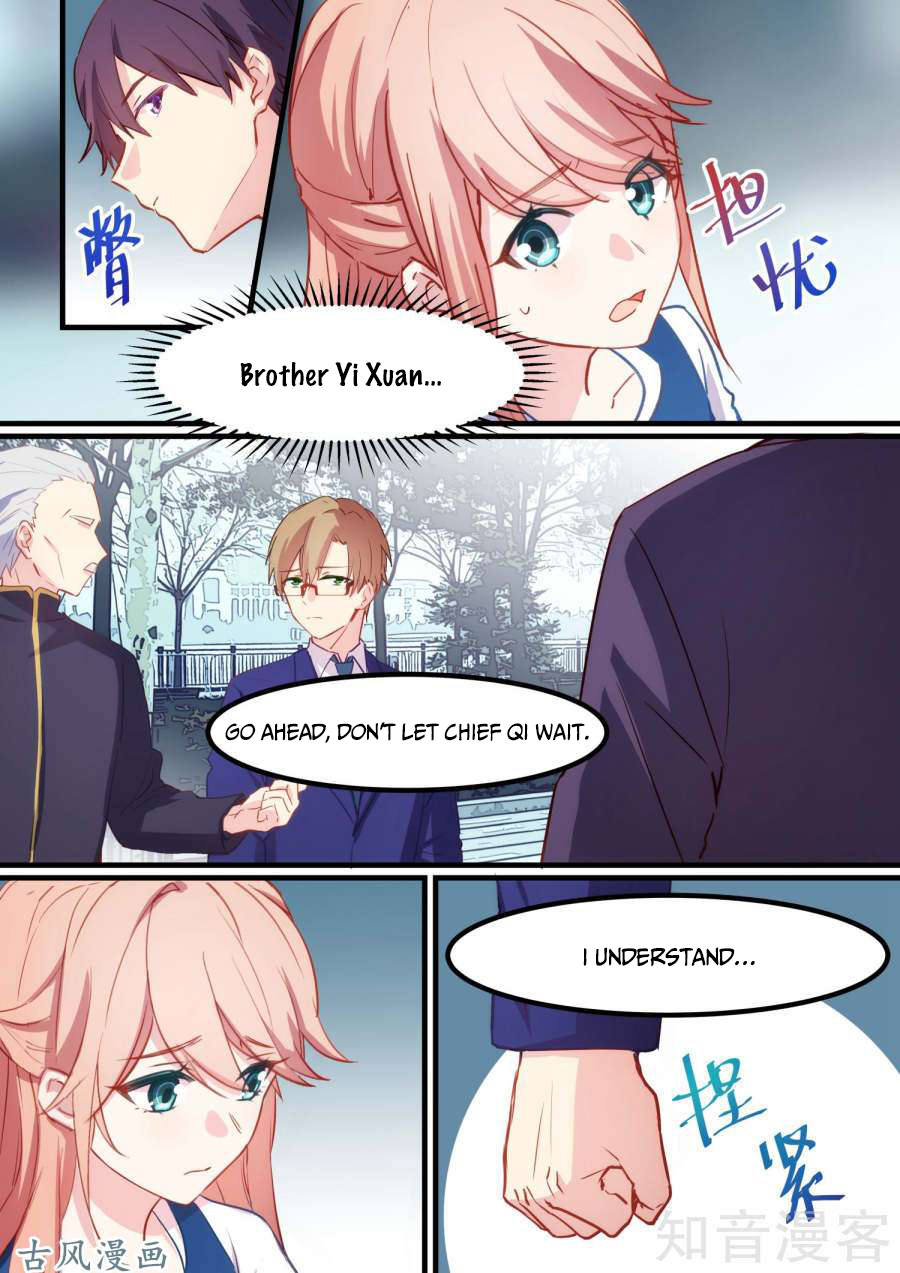 瞥
担忧
Brother Yi Xuan...
GO AHEAD, DON'T LET CHIEF QI WAIT.
I UNDERSTAND...
捏紧
古风漫画
知音漫客